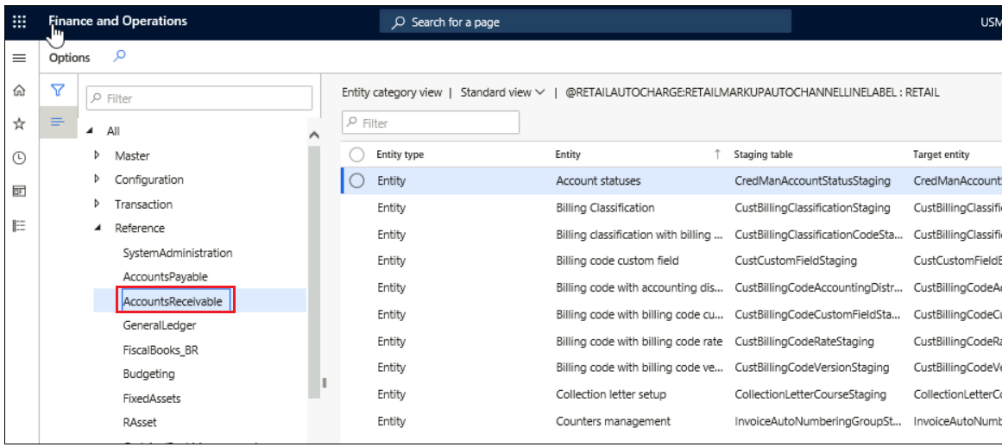 Finance and Operations
Search for a page
USM
Options
Filter
All
Master
Configuration
Transaction
Reference
SystemAdministration
AccountsPayable
AccountsReceivable
GeneralLedger
FiscalBooks_BR
Budgeting
FixedAssets
RAsset
Entity category view | Standard view | @RETAILAUTOCHARGE:RETAILMARKUPAUTOCHANNELLINELABEL : RETAIL
Filter
Entity type Entity Staging table Target entity
Entity Account statuses CredManAccountStatusStaging CredManAccount
Entity Billing Classification CustBillingClassificationStaging CustBillingClassifi
Entity Billing classification with billing ... CustBillingClassificationCodeSta... CustBillingClassifi
Entity Billing code custom field CustCustomFieldStaging CustCustomFieldE
Entity Billing code with accounting dis... CustBillingCodeAccountingDistr... CustBillingCodeA
Entity Billing code with billing code cu... CustBillingCodeCustomFieldSta... CustBillingCodeC
Entity Billing code with billing code rate CustBillingCodeRateStaging CustBillingCodeRa
Entity Billing code with billing code ve... CustBillingCodeVersionStaging CustBillingCodeVe
Entity Collection letter setup CollectionLetterCourseStaging CollectionLetterCo
Entity Counters management InvoiceAutoNumberingGroupSt... InvoiceAutoNumb